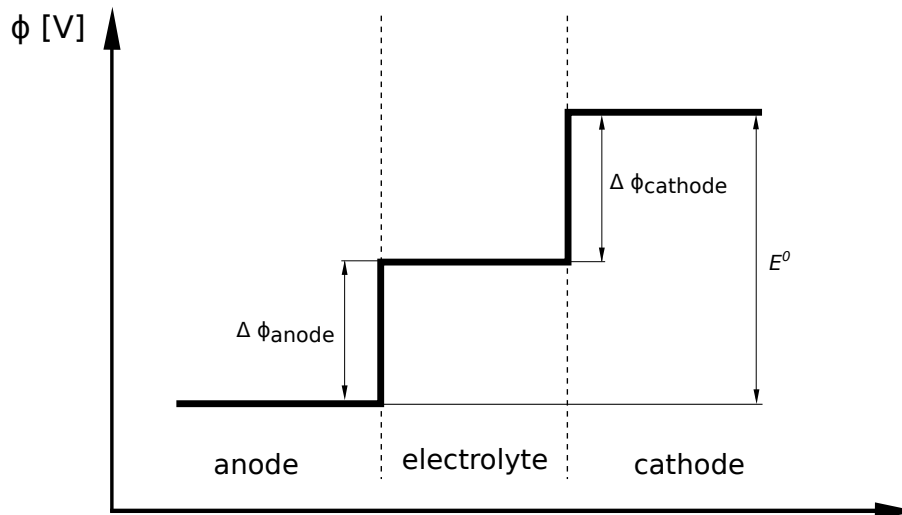 ϕ [V]
Δ ϕcathode
E⁰
Δ ϕanode
anode
electrolyte
cathode